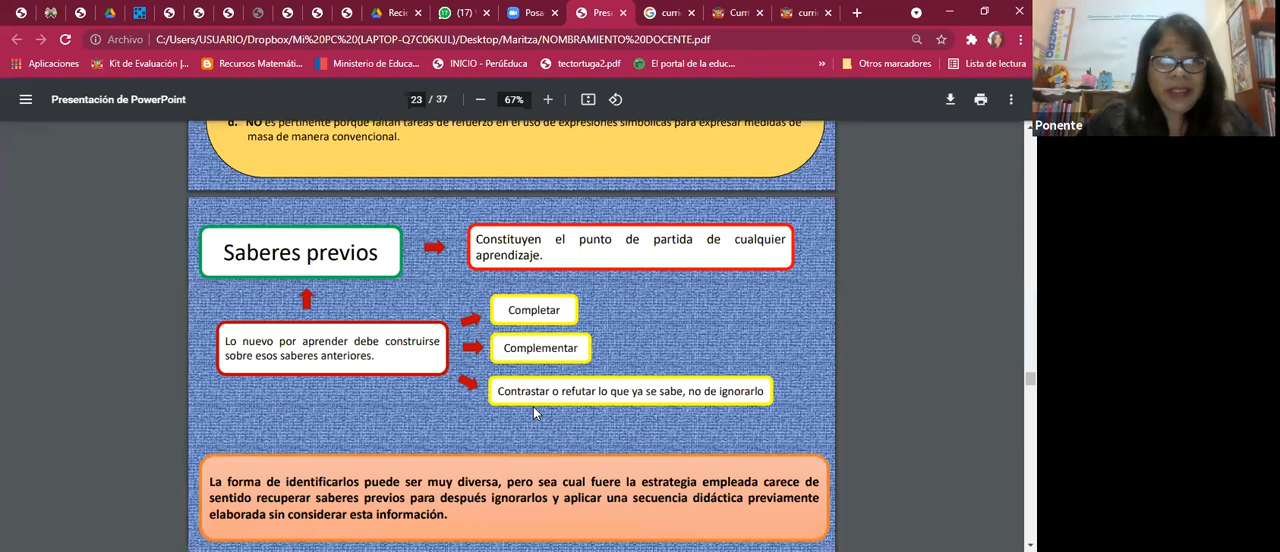 Recie
(17)
Posa
Pres
curri
Curri
curri
Archivo
C:/Users/USUARIO/Dropbox/Mi%20PC%20(LAPTOP-Q7C06KUL)/Desktop/Maritza/NOMBRAMIENTO%20DOCENTE.pdf
Aplicaciones
Kit de Evaluación |...
Recursos Matemáti...
Ministerio de Educa...
INICIO - PerúEduca
tectortuga2.pdf
El portal de la educ...
»
Otros marcadores
Lista de lectura
Presentación de PowerPoint
23 / 37
67%
Ponente
d. NO es pertinente porque faltan tareas de refuerzo en el uso de expresiones simbólicas para expresar medidas de
masa de manera convencional.
Saberes previos
Constituyen el punto de partida de cualquier
aprendizaje.
Lo nuevo por aprender debe construirse
sobre esos saberes anteriores.
Completar
Complementar
Contrastar o refutar lo que ya se sabe, no de ignorarlo
La forma de identificarlos puede ser muy diversa, pero sea cual fuere la estrategia empleada carece de
sentido recuperar saberes previos para después ignorarlos y aplicar una secuencia didáctica previamente
elaborada sin considerar esta información.